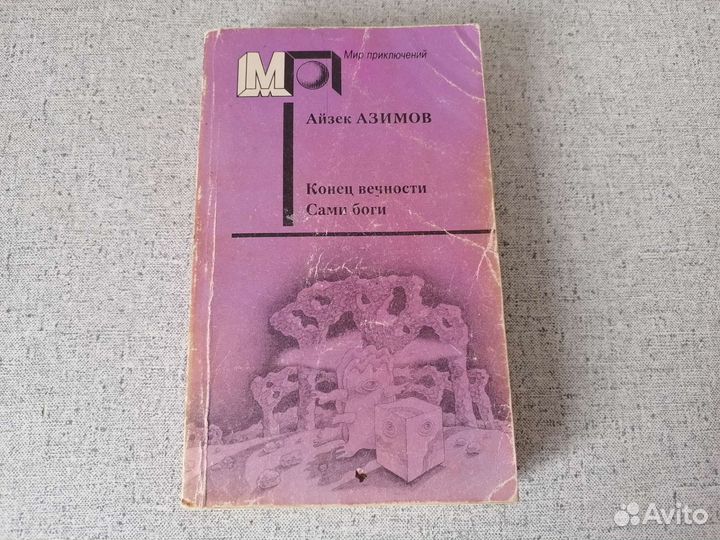 МП
Мир приключений
Айзек АЗИМОВ
Конец вечности
Сами боги
Avito